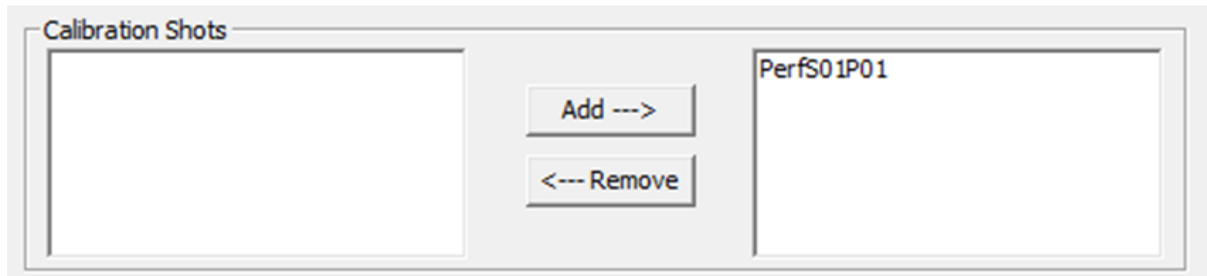 Calibration Shots
PerfS01P01
Add --->
<--- Remove